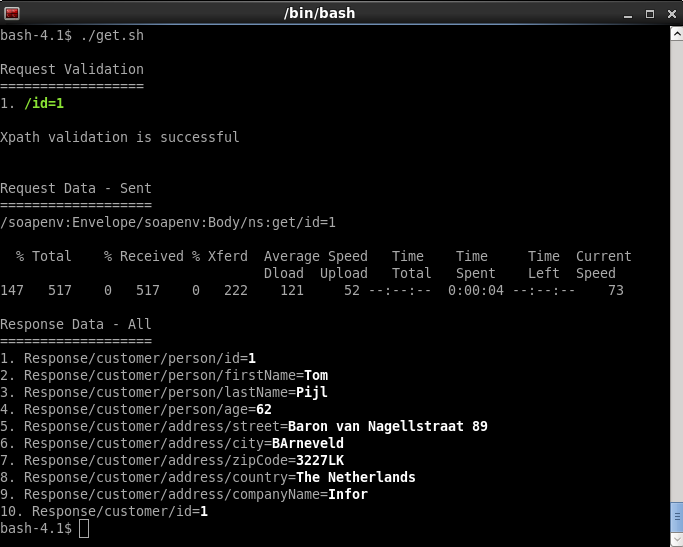 /bin/bash
bash-4.1$ ./get.sh
Request Validation
==================
1. /id=1
Xpath validation is successful
Request Data - Sent
===================
/soapenv:Envelope/soapenv:Body/ns:get/id=1
  % Total    % Received % Xferd  Average Speed   Time    Time     Time  Current
                                 Dload  Upload   Total   Spent    Left  Speed
147   517    0   517    0   222    121     52 --:--:--  0:00:04 --:--:--    73
Response Data - All
===================
1. Response/customer/person/id=1
2. Response/customer/person/firstName=Tom
3. Response/customer/person/lastName=Pijl
4. Response/customer/person/age=62
5. Response/customer/address/street=Baron van Nagellstraat 89
6. Response/customer/address/city=BArneveld
7. Response/customer/address/zipCode=3227LK
8. Response/customer/address/country=The Netherlands
9. Response/customer/address/companyName=Infor
10. Response/customer/id=1
bash-4.1$